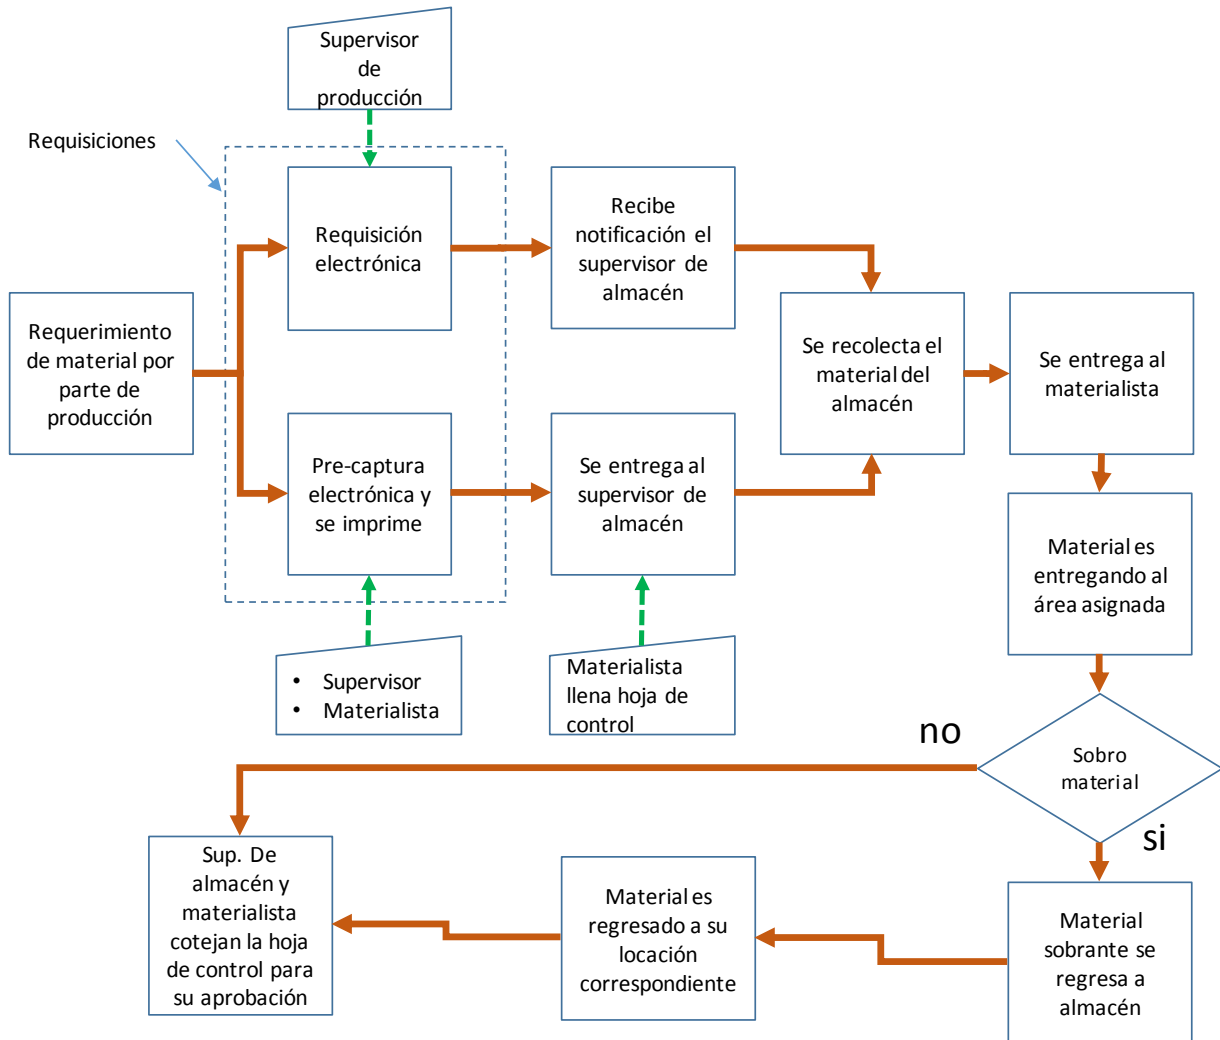 Supervisor
de
producción
Requisiciones
Requisición
electrónica
Recibe
notificación el
supervisor de
almacén
Requerimiento
de material por
parte de
producción
Se recolecta el
material del
almacén
Se entrega al
materialista
Pre-captura
electrónica y
se imprime
Se entrega al
supervisor de
almacén
Material es
entregando al
área asignada
• Supervisor
• Materialista
Materialista
llena hoja de
control
no
Sobro
material
si
Sup. De
almacén y
materialista
cotejan la hoja
de control para
su aprobación
Material es
regresado a su
locación
correspondiente
Material
sobrante se
regresa a
almacén